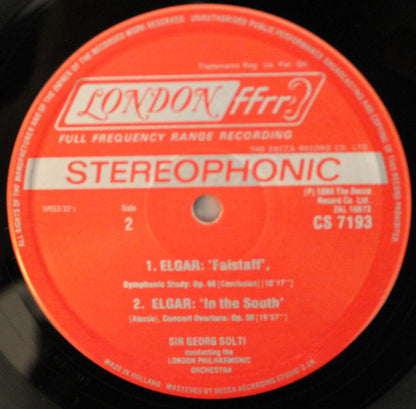 ALL RIGHTS OF THE MANUFACTURER AND OF THE OWNER OF THE RECORDED WORK RESERVED. UNAUTHORISED PUBLIC PERFORMANCE BROADCASTING AND COPYING OF THIS RECORD PROHIBITED
Trademarks Reg. US. Pat. Off.
LONDON ffrr
FULL FREQUENCY RANGE RECORDING
THE DECCA RECORD CO. LTD.
STEREOPHONIC
(P) 1980 The Decca
Record Co. Ltd.
SPEED 33⅓
Side
2
CS 7193
1. ELGAR: 'Falstaff',
Symphonic Study: Op. 68 [Conclusion] [16'17"]
2. ELGAR: 'In the South'
[Alassio], Concert Overture: Op. 50 [19'57"]
SIR GEORG SOLTI
conducting the
LONDON PHILHARMONIC
ORCHESTRA
MADE IN HOLLAND. MASTERED BY DECCA RECORDING STUDIO'S UK